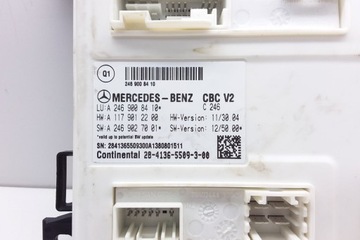 Q1
246 900 84 10
MERCEDES-BENZ CBC V2
LU:A 246 900 84 10* C 246
HW:A 117 901 22 00 HW-Version: 11/30.04
SW:A 246 902 70 01* SW-Version: 12/50.00*
*valid up to potential SW update
SN: 2841365509300A1380801511
Continental 28-4136-5509-3-00